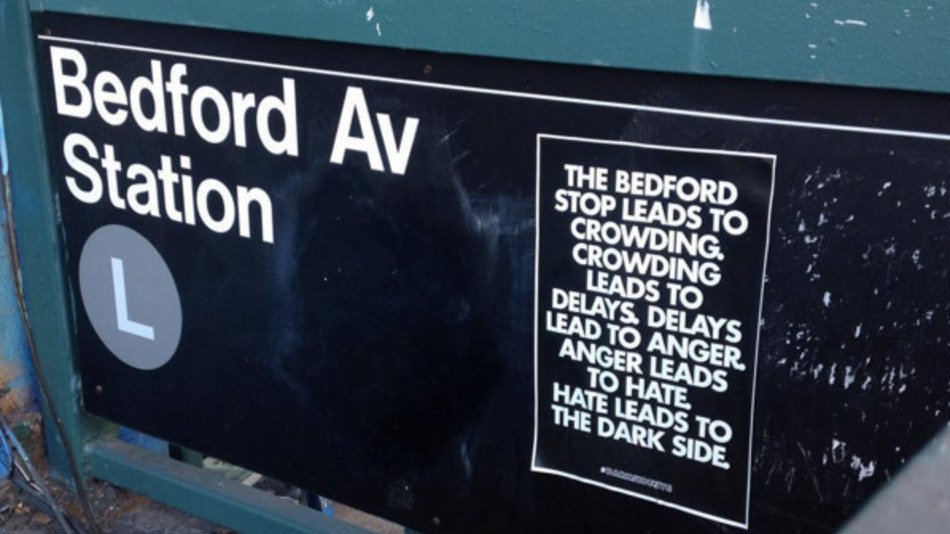 Bedford Av
Station
L
THE BEDFORD
STOP LEADS TO
CROWDING.
CROWDING
LEADS TO
DELAYS. DELAYS
LEAD TO ANGER.
ANGER LEADS
TO HATE.
HATE LEADS TO
THE DARK SIDE.